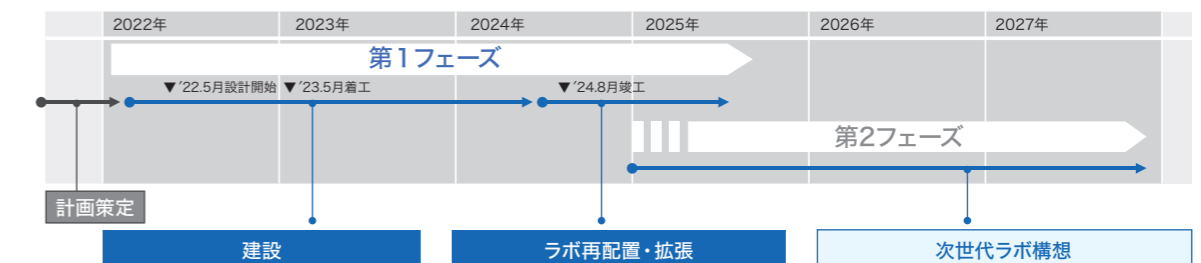 2022年 2023年 2024年 2025年 2026年 2027年
第1フェーズ
▼’22.5月設計開始 ▼’23.5月着工 ▼’24.8月竣工
第2フェーズ
計画策定
建設 ラボ再配置・拡張 次世代ラボ構想